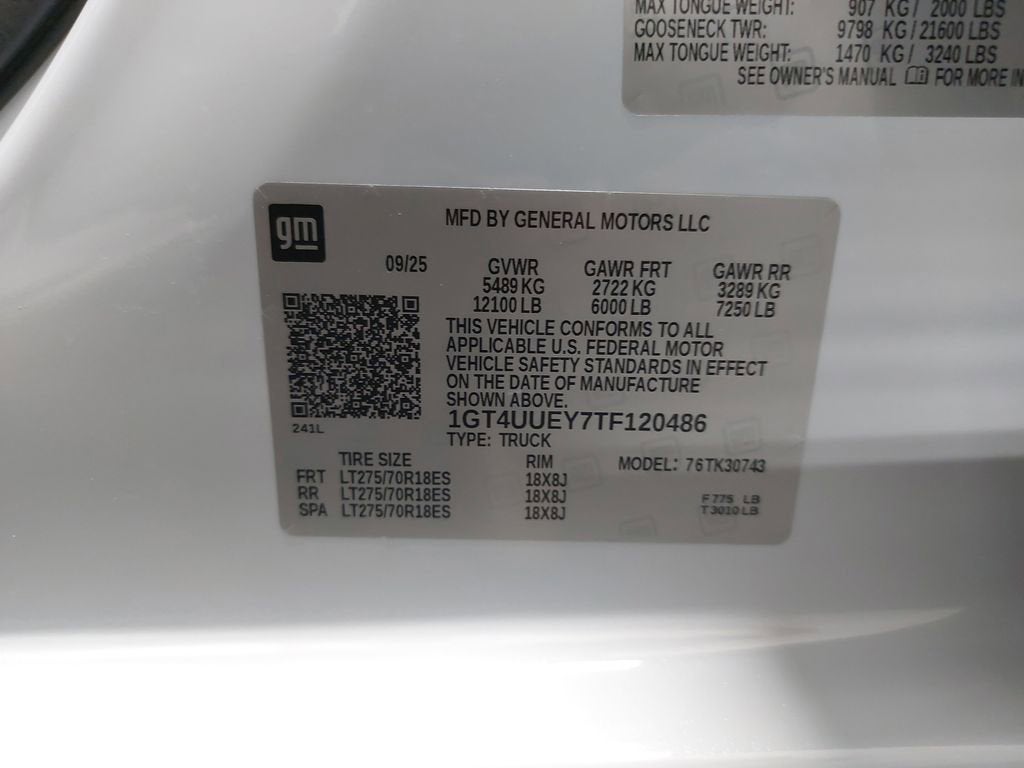 MAX TONGUE WEIGHT: 907 KG/ 2000 LBS
GOOSENECK TWR: 9798 KG/21600 LBS
MAX TONGUE WEIGHT: 1470 KG/ 3240 LBS
SEE OWNER'S MANUAL FOR MORE IN
gm
MFD BY GENERAL MOTORS LLC
09/25 GVWR GAWR FRT GAWR RR
5489 KG 2722 KG 3289 KG
12100 LB 6000 LB 7250 LB
THIS VEHICLE CONFORMS TO ALL
APPLICABLE U.S. FEDERAL MOTOR
VEHICLE SAFETY STANDARDS IN EFFECT
ON THE DATE OF MANUFACTURE
SHOWN ABOVE.
1GT4UUEY7TF120486
241L
TYPE: TRUCK
TIRE SIZE RIM MODEL: 76TK30743
FRT LT275/70R18ES 18X8J
RR LT275/70R18ES 18X8J F 775 LB
SPA LT275/70R18ES 18X8J T 3010 LB